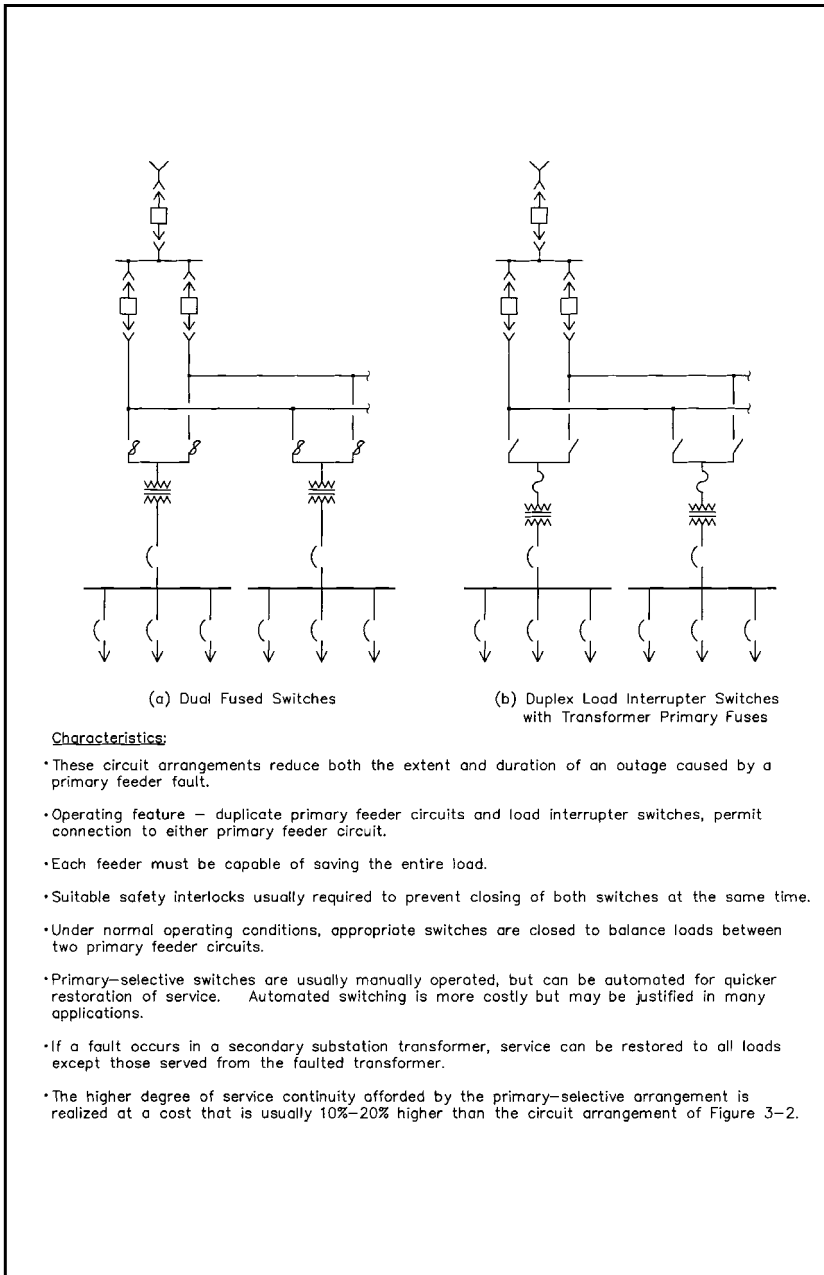 (a) Dual Fused Switches
(b) Duplex Load Interrupter Switches
with Transformer Primary Fuses
Characteristics:
•These circuit arrangements reduce both the extent and duration of an outage caused by a
primary feeder fault.
•Operating feature – duplicate primary feeder circuits and load interrupter switches, permit
connection to either primary feeder circuit.
•Each feeder must be capable of saving the entire load.
•Suitable safety interlocks usually required to prevent closing of both switches at the same time.
•Under normal operating conditions, appropriate switches are closed to balance loads between
two primary feeder circuits.
•Primary–selective switches are usually manually operated, but can be automated for quicker
restoration of service. Automated switching is more costly but may be justified in many
applications.
•If a fault occurs in a secondary substation transformer, service can be restored to all loads
except those served from the faulted transformer.
•The higher degree of service continuity afforded by the primary–selective arrangement is
realized at a cost that is usually 10%–20% higher than the circuit arrangement of Figure 3–2.